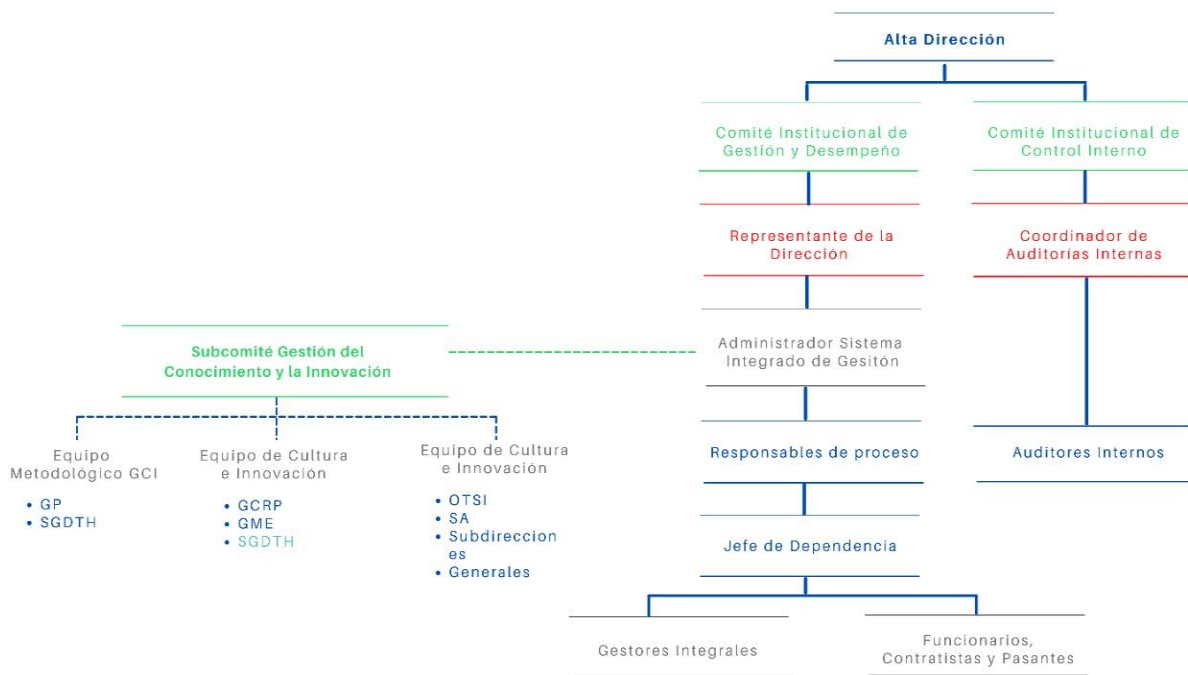 Alta Dirección
Comité Institucional de
Gestión y Desempeño
Comité Institucional de
Control Interno
Representante de la
Dirección
Coordinador de
Auditorías Internas
Administrador Sistema
Integrado de Gesitón
Subcomité Gestión del
Conocimiento y la Innovación
Equipo
Metodológico GCI
• GP
• SGDTH
Equipo de Cultura
e Innovación
• GCRP
• GME
• SGDTH
Equipo de Cultura
e Innovación
• OTSI
• SA
• Subdireccion
es
• Generales
Responsables de proceso
Auditores Internos
Jefe de Dependencia
Gestores Integrales
Funcionarios,
Contratistas y Pasantes